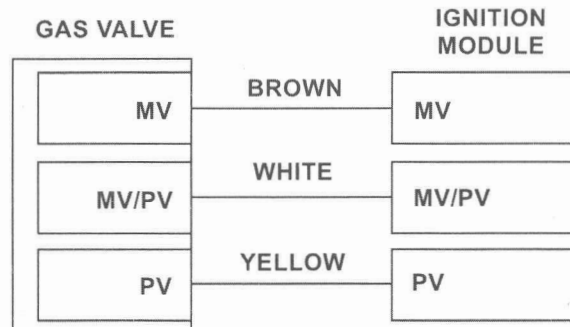 GAS VALVE
IGNITION
MODULE
MV
BROWN
MV
MV/PV
WHITE
MV/PV
PV
YELLOW
PV